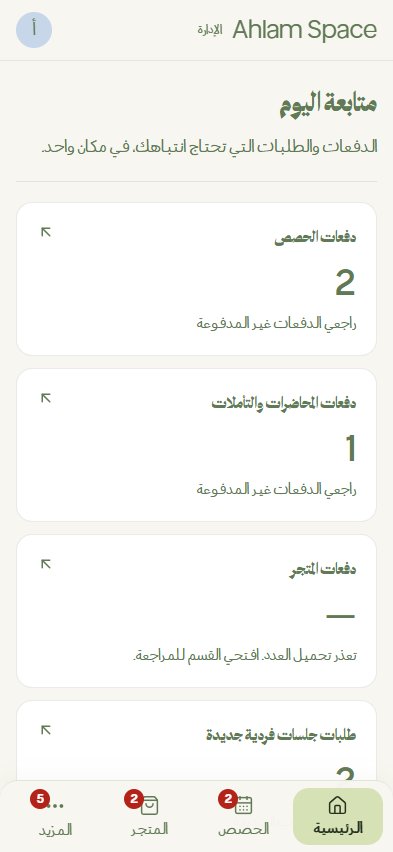 Ahlam Space الإدارة
أ
متابعة اليوم
الدفعات والطلبات التي تحتاج انتباهك، في مكان واحد.
دفعات الحصص
2
راجعي الدفعات غير المدفوعة
دفعات المحاضرات والتأملات
1
راجعي الدفعات غير المدفوعة
دفعات المتجر
—
تعذر تحميل العدد. افتحي القسم للمراجعة.
طلبات جلسات فردية جديدة
2
الرئيسية
2
الحصص
2
المتجر
5
المزيد